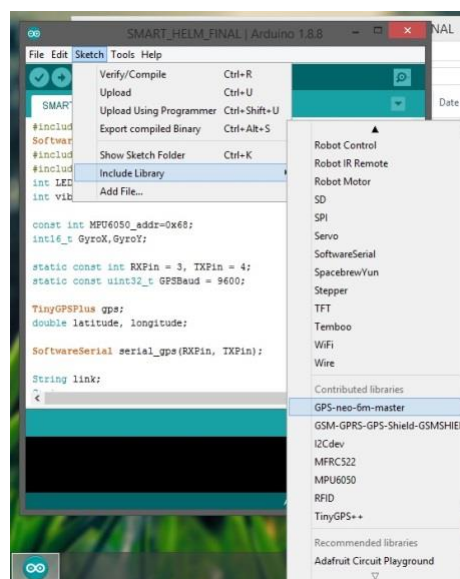 SMART_HELM_FINAL | Arduino 1.8.8
NAL
File Edit Sketch Tools Help
Verify/Compile Ctrl+R
Upload Ctrl+U
Upload Using Programmer Ctrl+Shift+U
Export compiled Binary Ctrl+Alt+S
Show Sketch Folder Ctrl+K
Include Library
Add File...
SMAR
Date
#includ
Softwar
#includ
#includ
int LED
int vib
const int MPU6050_addr=0x68;
int16_t GyroX,GyroY;
static const int RXPin = 3, TXPin = 4;
static const uint32_t GPSBaud = 9600;
TinyGPSPlus gps;
double latitude, longitude;
SoftwareSerial serial_gps(RXPin, TXPin);
String link;
Robot Control
Robot IR Remote
Robot Motor
SD
SPI
Servo
SoftwareSerial
SpacebrewYun
Stepper
TFT
Temboo
WiFi
Wire
Contributed libraries
GPS-neo-6m-master
GSM-GPRS-GPS-Shield-GSMSHIE
I2Cdev
MFRC522
MPU6050
RFID
TinyGPS++
Recommended libraries
Adafruit Circuit Playground